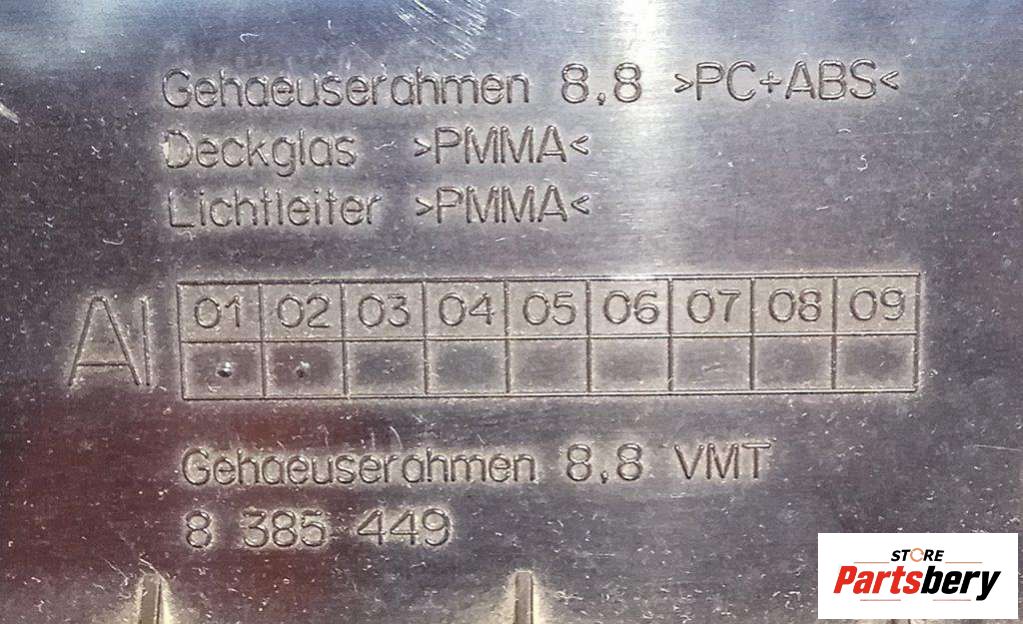 Gehaeuserahmen 8,8 >PC+ABS<
Deckglas >PMMA<
Lichtleiter >PMMA<
AI 01 02 03 04 05 06 07 08 09
Gehaeuserahmen 8,8 VMT
8 385 449
STORE
Partsbery